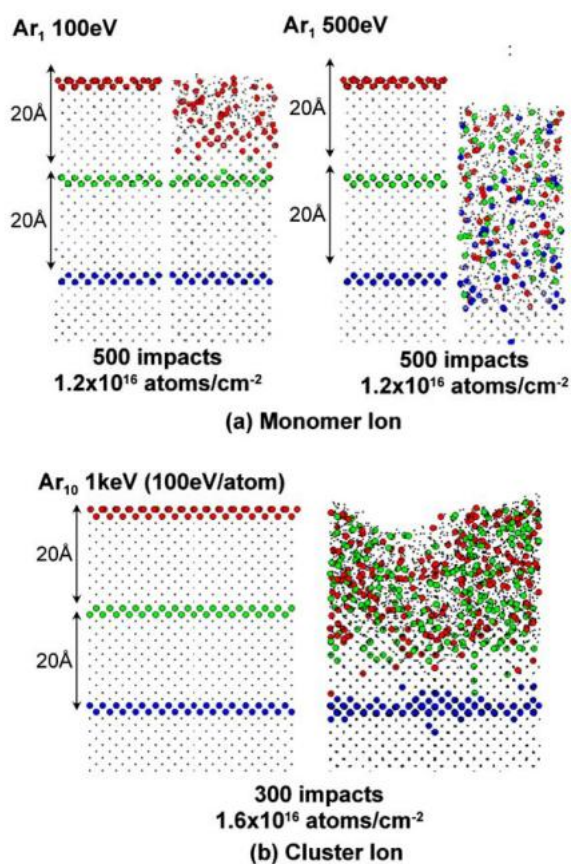 Ar₁ 100eV
Ar₁ 500eV
20Å
20Å
20Å
20Å
500 impacts
1.2x10¹⁶ atoms/cm⁻²
500 impacts
1.2x10¹⁶ atoms/cm⁻²
(a) Monomer Ion
Ar₁₀ 1keV (100eV/atom)
20Å
20Å
300 impacts
1.6x10¹⁶ atoms/cm⁻²
(b) Cluster Ion